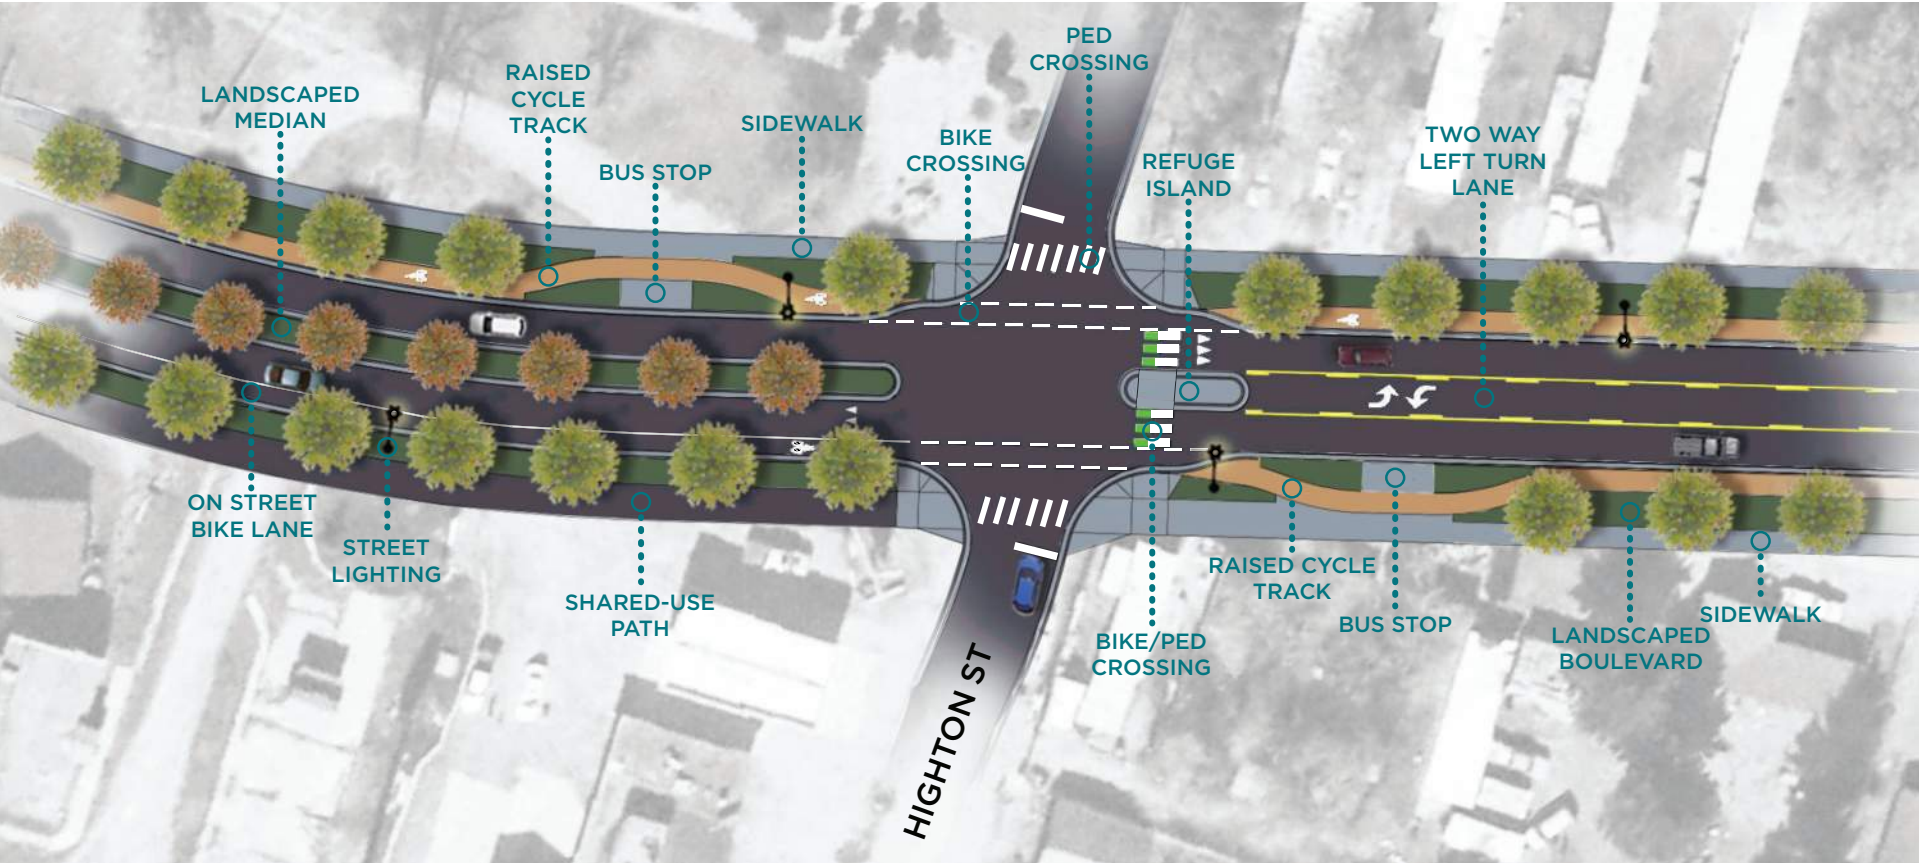 PED
CROSSING
RAISED
CYCLE
TRACK
LANDSCAPED
MEDIAN
SIDEWALK
BUS STOP
BIKE
CROSSING
REFUGE
ISLAND
TWO WAY
LEFT TURN
LANE
ON STREET
BIKE LANE
STREET
LIGHTING
SHARED-USE
PATH
HIGHTON ST
BIKE/PED
CROSSING
RAISED CYCLE
TRACK
BUS STOP
LANDSCAPED
BOULEVARD
SIDEWALK